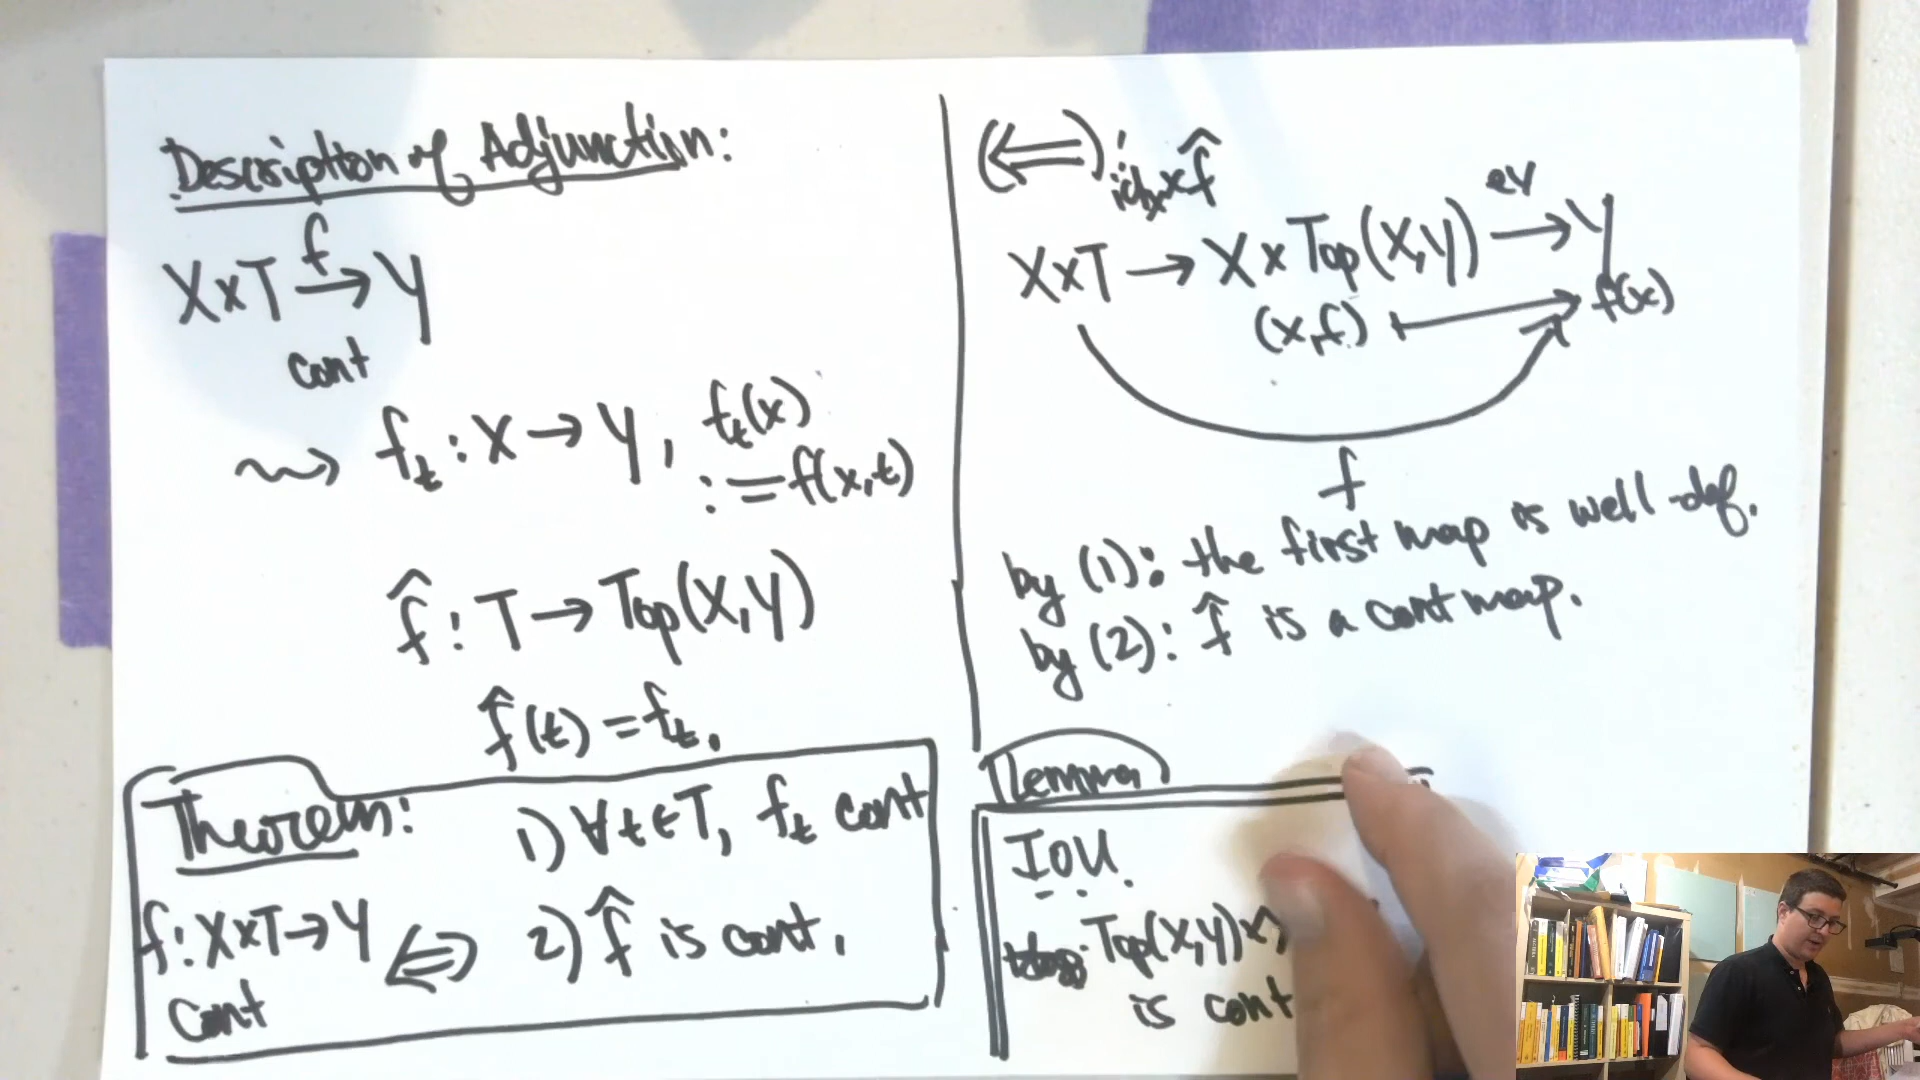 Description of Adjunction:
X×T →^f Y
cont
⇝ f_t : X → Y, f_t(x)
:= f(x,t)
f̂ : T → Top(X,Y)
f̂(t) = f_t.
Theorem: 1) ∀t∈T, f_t cont
f: X×T→Y ⇔ 2) f̂ is cont.
cont
(⇐) id_X × f̂
ev
X×T → X×Top(X,Y) → Y
(x,f) ↦ f(x)
f
by (1): the first map is well-def.
by (2): f̂ is a cont map.
Lemma
IOU.
Top(X,Y)×
is cont